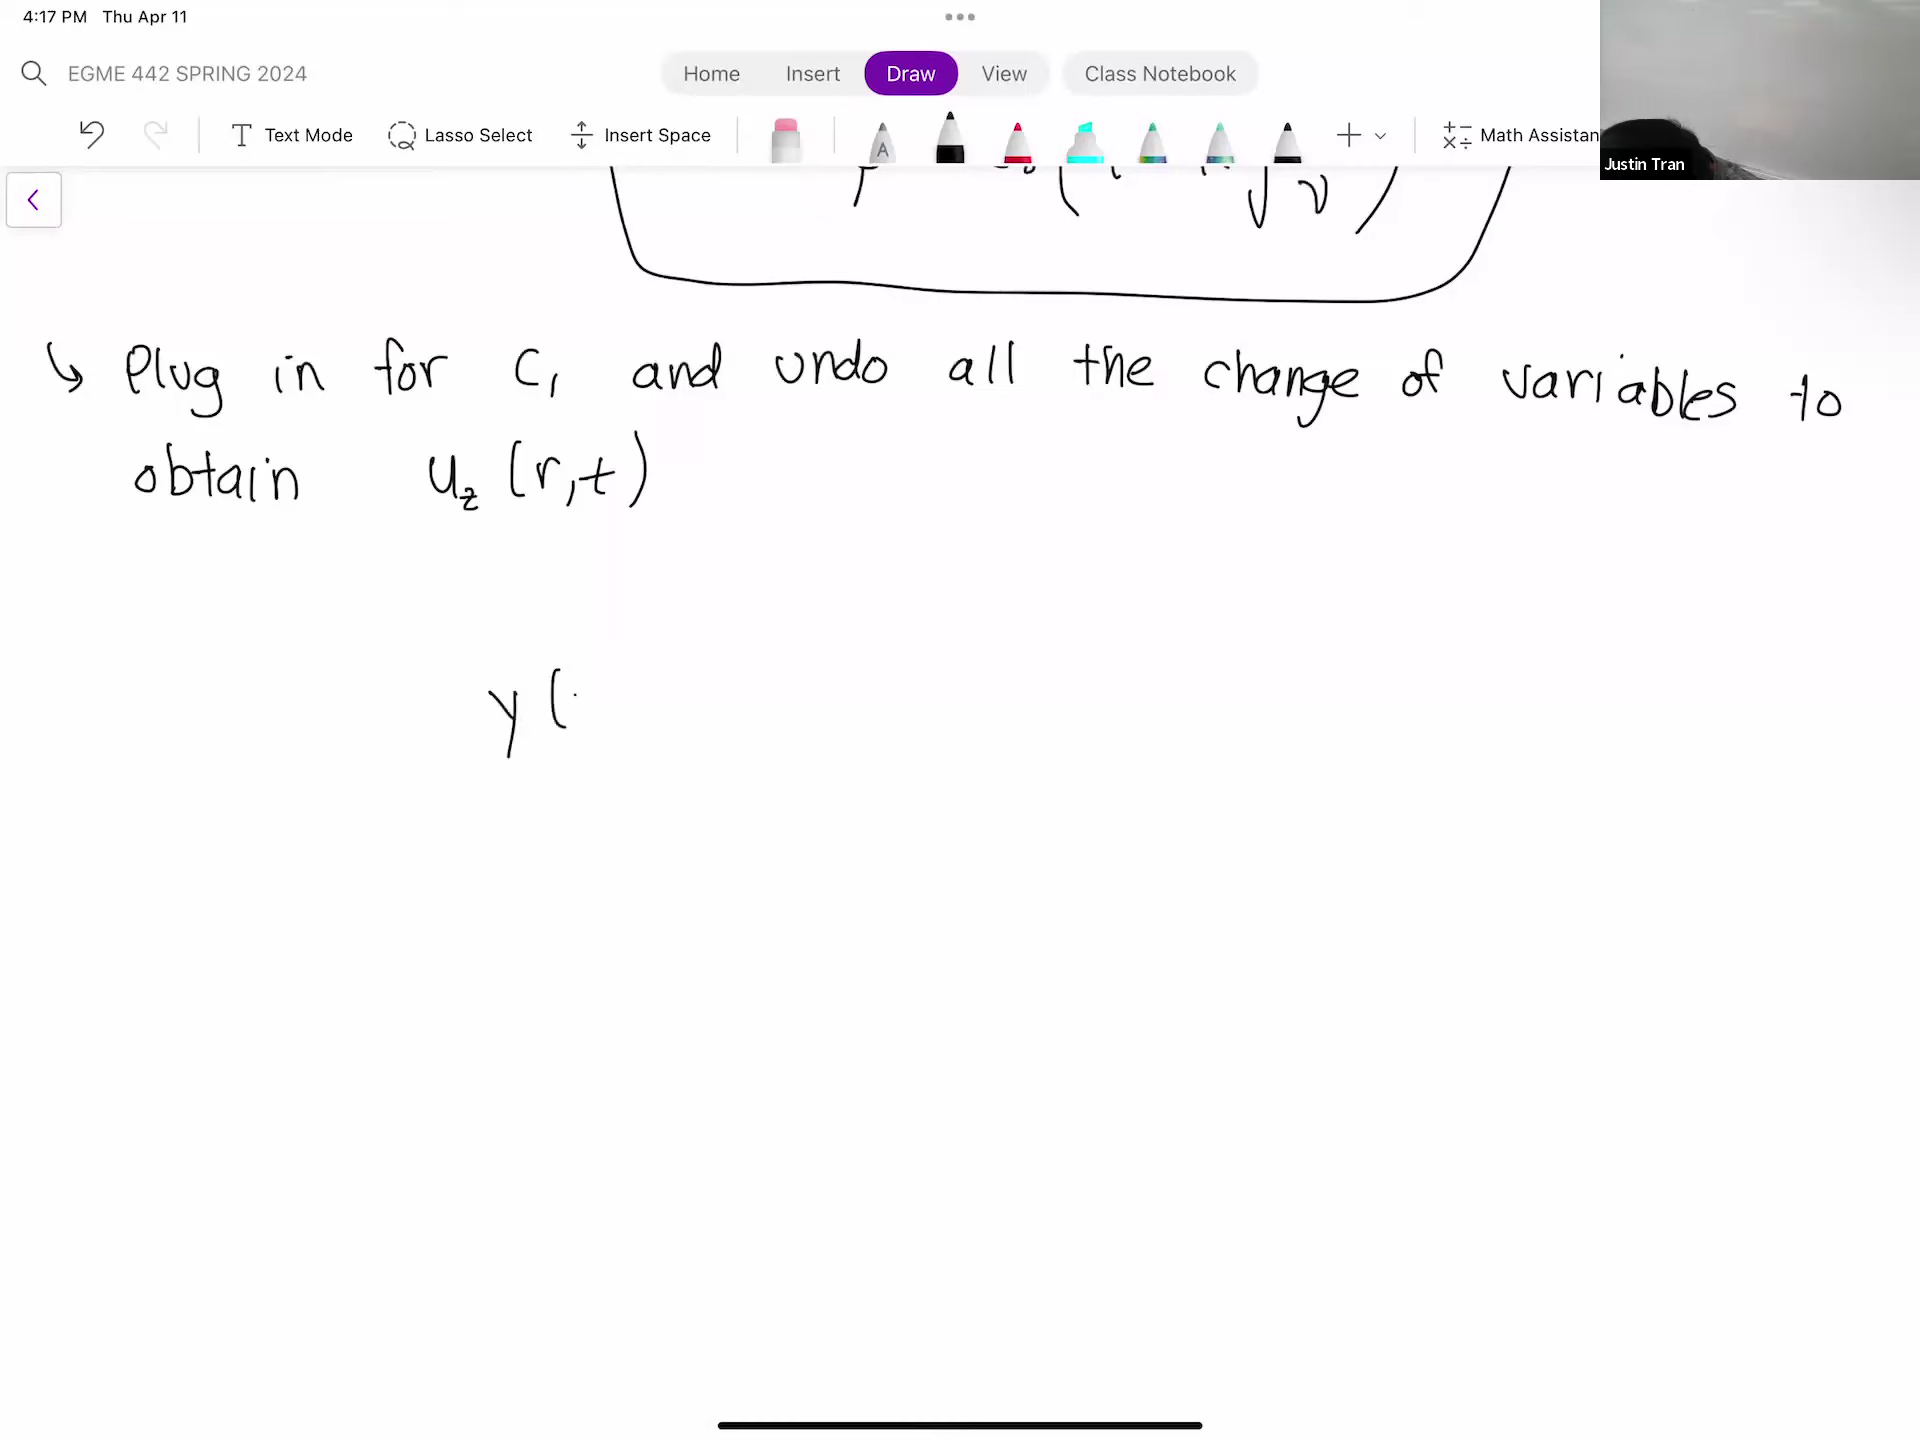 4:17 PM Thu Apr 11
EGME 442 SPRING 2024
Home Insert Draw View Class Notebook
Text Mode Lasso Select Insert Space A Math Assistan
Justin Tran
↳ Plug in for C₁ and undo all the change of variables to
obtain u_z (r,t)
y (